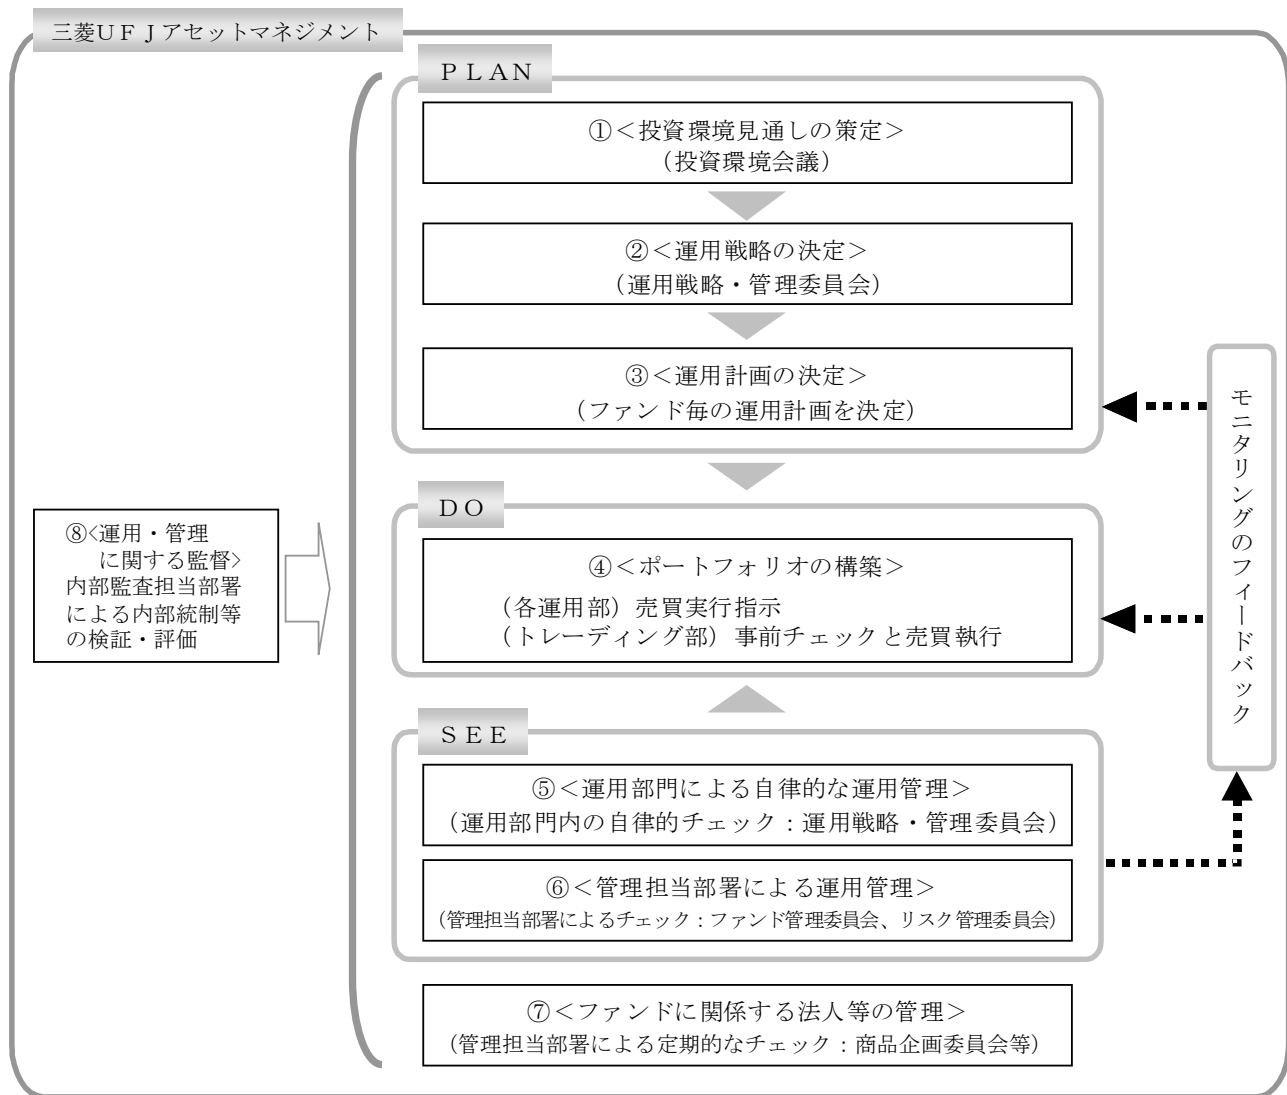 三菱ＵＦＪアセットマネジメント
ＰＬＡＮ
①＜投資環境見通しの策定＞
（投資環境会議）
②＜運用戦略の決定＞
（運用戦略・管理委員会）
③＜運用計画の決定＞
（ファンド毎の運用計画を決定）
ＤＯ
④＜ポートフォリオの構築＞
（各運用部）売買実行指示
（トレーディング部）事前チェックと売買執行
ＳＥＥ
⑤＜運用部門による自律的な運用管理＞
（運用部門内の自律的チェック：運用戦略・管理委員会）
⑥＜管理担当部署による運用管理＞
（管理担当部署によるチェック：ファンド管理委員会、リスク管理委員会）
⑦＜ファンドに関係する法人等の管理＞
（管理担当部署による定期的なチェック：商品企画委員会等）
⑧<運用・管理
に関する監督>
内部監査担当部署
による内部統制等
の検証・評価
モニタリングのフィードバック